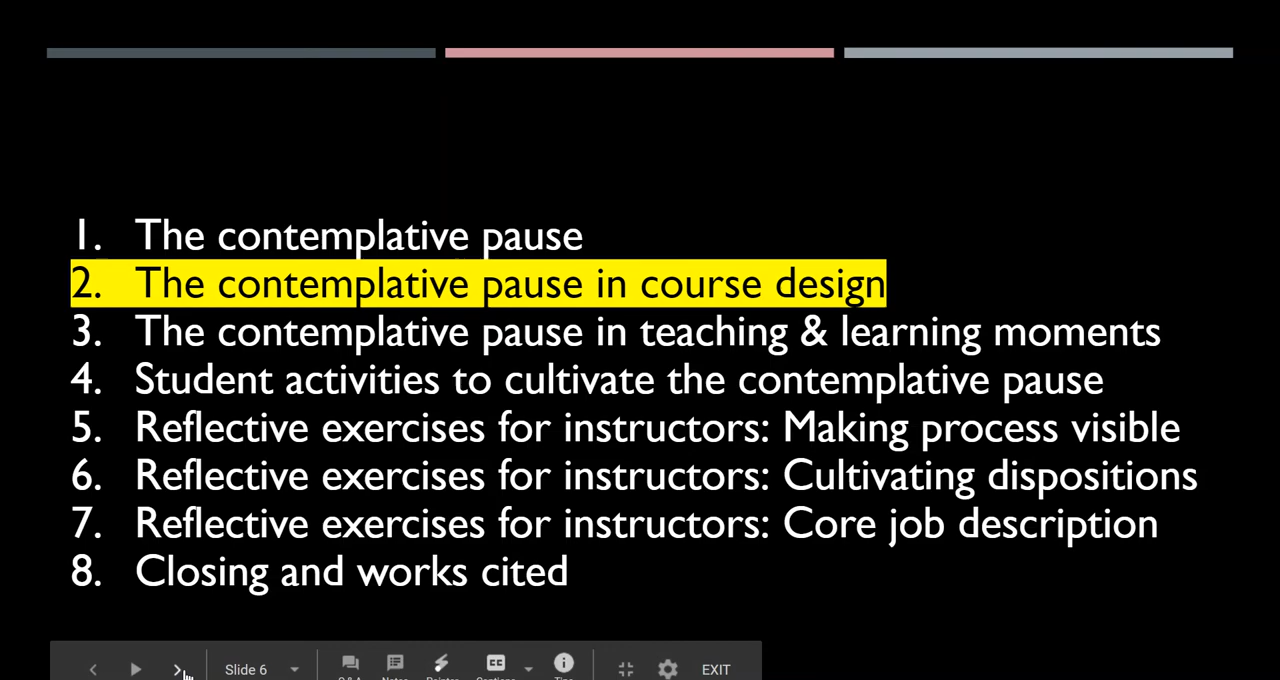 1. The contemplative pause
2. The contemplative pause in course design
3. The contemplative pause in teaching & learning moments
4. Student activities to cultivate the contemplative pause
5. Reflective exercises for instructors: Making process visible
6. Reflective exercises for instructors: Cultivating dispositions
7. Reflective exercises for instructors: Core job description
8. Closing and works cited
Slide 6 CC EXIT